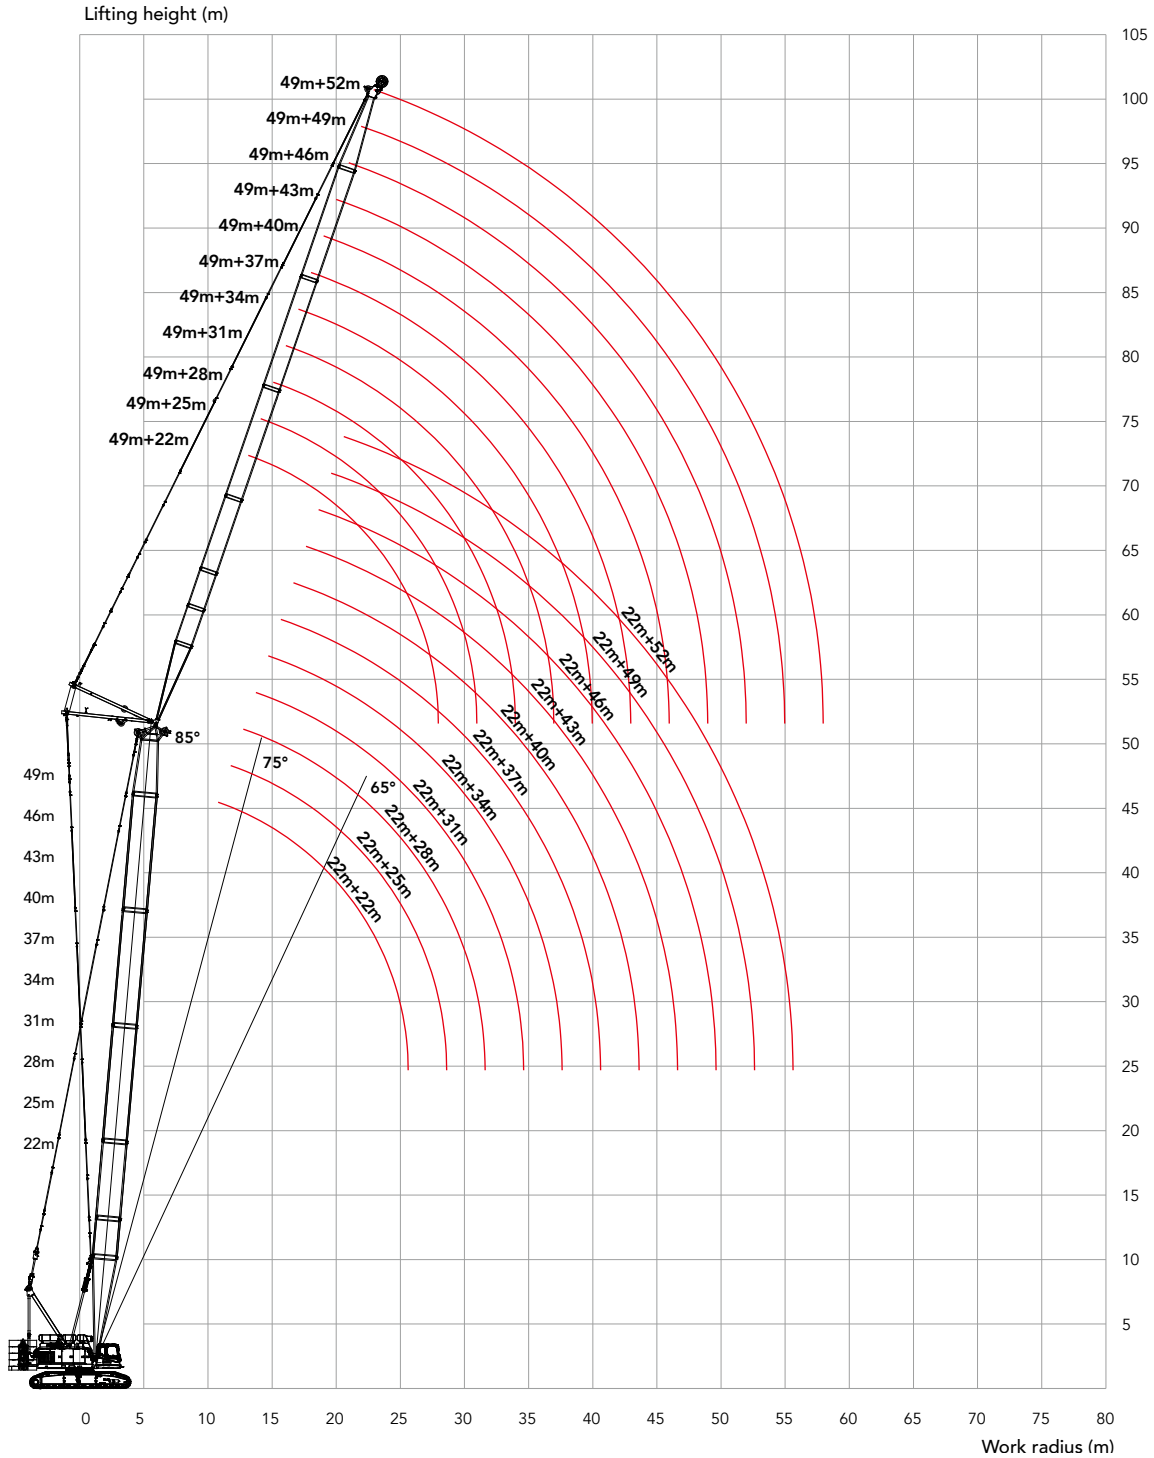 Lifting height (m)
105
49m+52m
100
49m+49m
49m+46m
95
49m+43m
49m+40m
90
49m+37m
49m+34m
85
49m+31m
80
49m+28m
49m+25m
75
49m+22m
70
65
60
22m+52m
22m+49m
22m+46m
55
22m+43m
22m+40m
85°
50
22m+37m
75°
49m
22m+34m
65°
46m
22m+31m
45
22m+28m
43m
22m+25m
40
40m
22m+22m
37m
35
34m
31m
30
28m
25
25m
22m
20
15
10
5
0 5 10 15 20 25 30 35 40 45 50 55 60 65 70 75 80
Work radius (m)